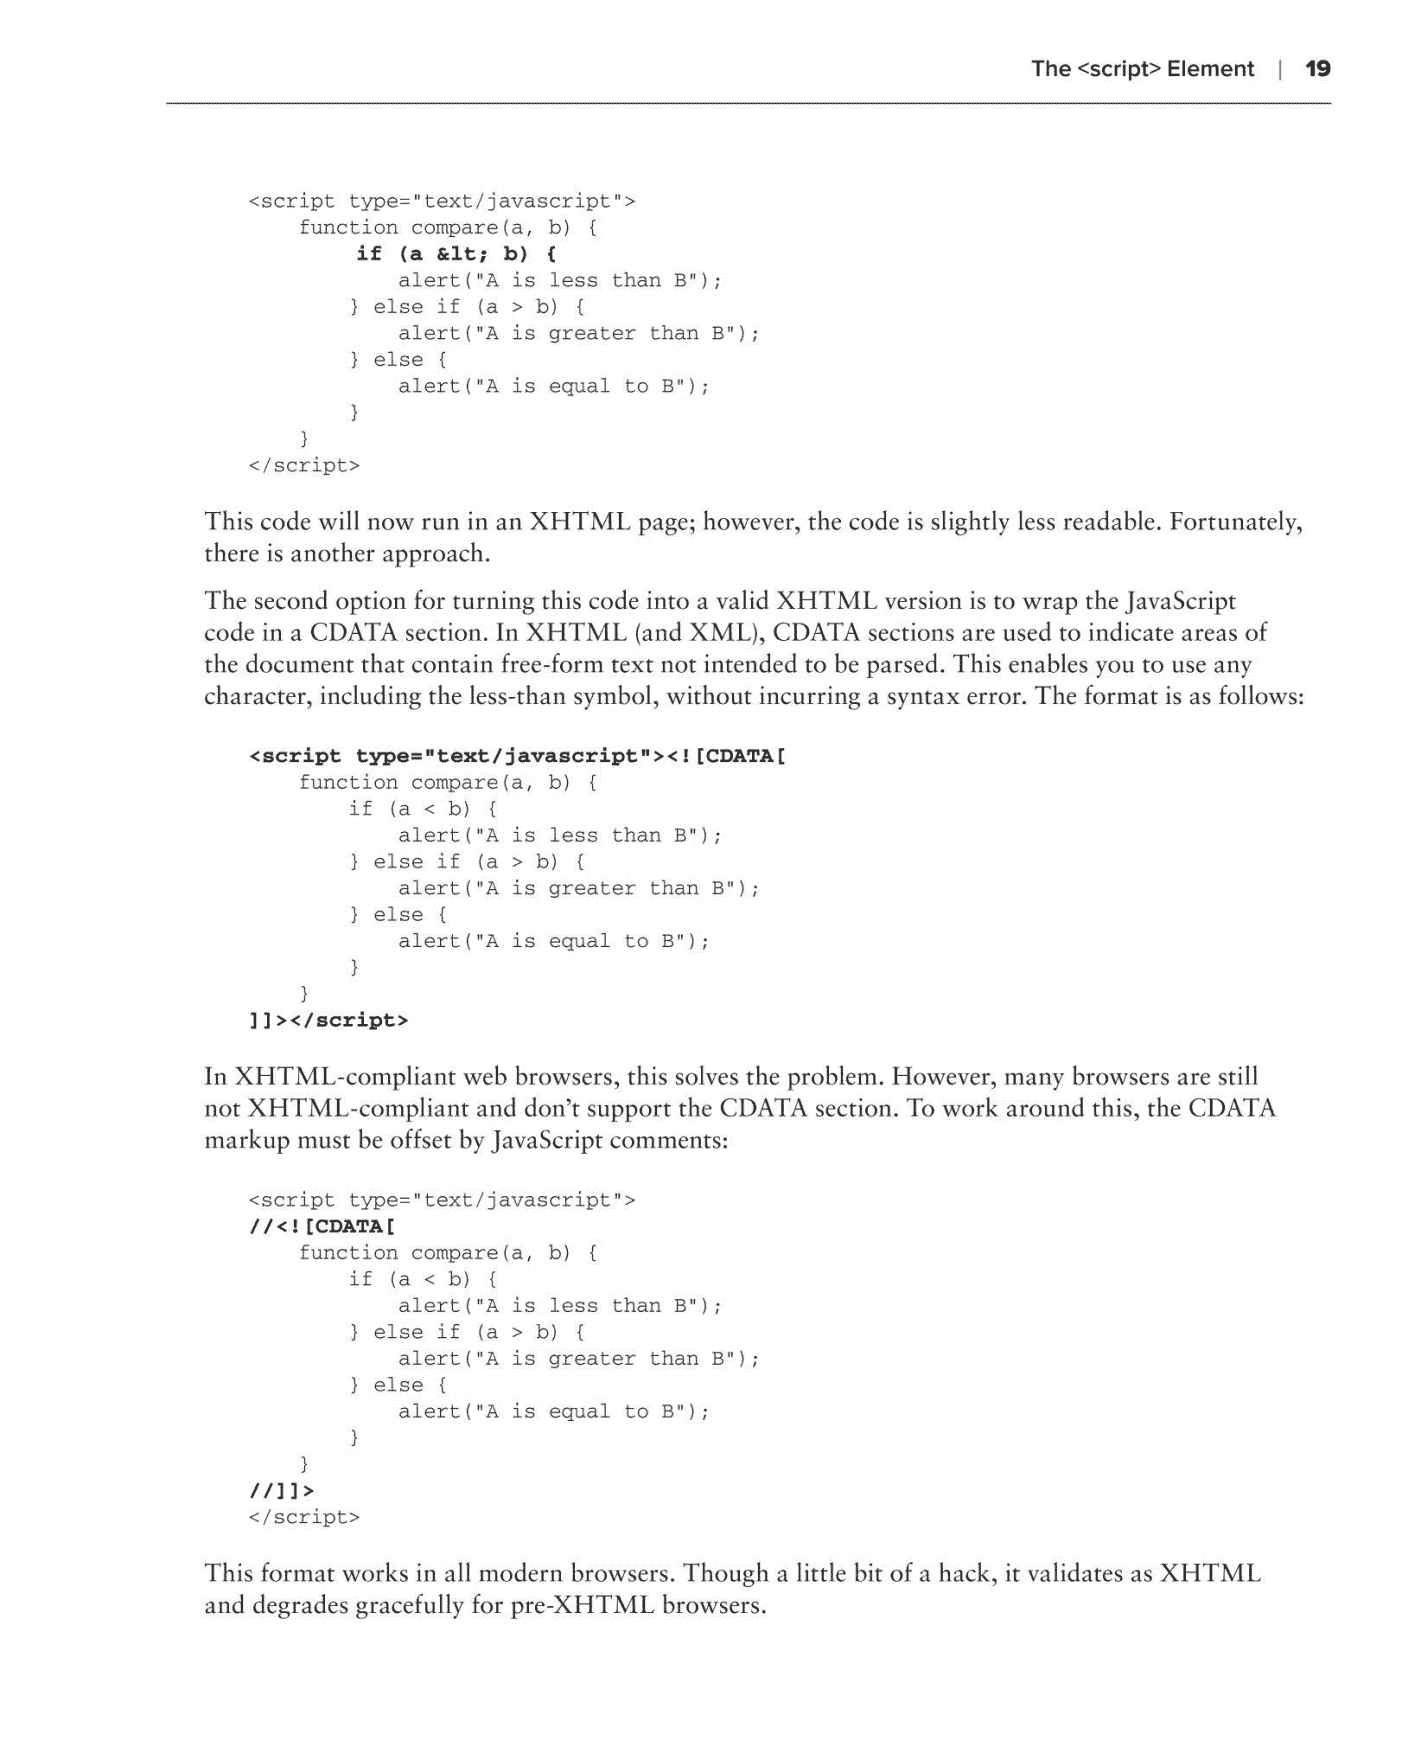 The <script> Element | 19
<script type="text/javascript">
    function compare(a, b) {
        if (a &lt; b) {
            alert("A is less than B");
        } else if (a > b) {
            alert("A is greater than B");
        } else {
            alert("A is equal to B");
        }
    }
</script>
This code will now run in an XHTML page; however, the code is slightly less readable. Fortunately,
there is another approach.
The second option for turning this code into a valid XHTML version is to wrap the JavaScript
code in a CDATA section. In XHTML (and XML), CDATA sections are used to indicate areas of
the document that contain free-form text not intended to be parsed. This enables you to use any
character, including the less-than symbol, without incurring a syntax error. The format is as follows:
<script type="text/javascript"><![CDATA[
    function compare(a, b) {
        if (a < b) {
            alert("A is less than B");
        } else if (a > b) {
            alert("A is greater than B");
        } else {
            alert("A is equal to B");
        }
    }
]]></script>
In XHTML-compliant web browsers, this solves the problem. However, many browsers are still
not XHTML-compliant and don't support the CDATA section. To work around this, the CDATA
markup must be offset by JavaScript comments:
<script type="text/javascript">
//<![CDATA[
    function compare(a, b) {
        if (a < b) {
            alert("A is less than B");
        } else if (a > b) {
            alert("A is greater than B");
        } else {
            alert("A is equal to B");
        }
    }
//]]>
</script>
This format works in all modern browsers. Though a little bit of a hack, it validates as XHTML
and degrades gracefully for pre-XHTML browsers.